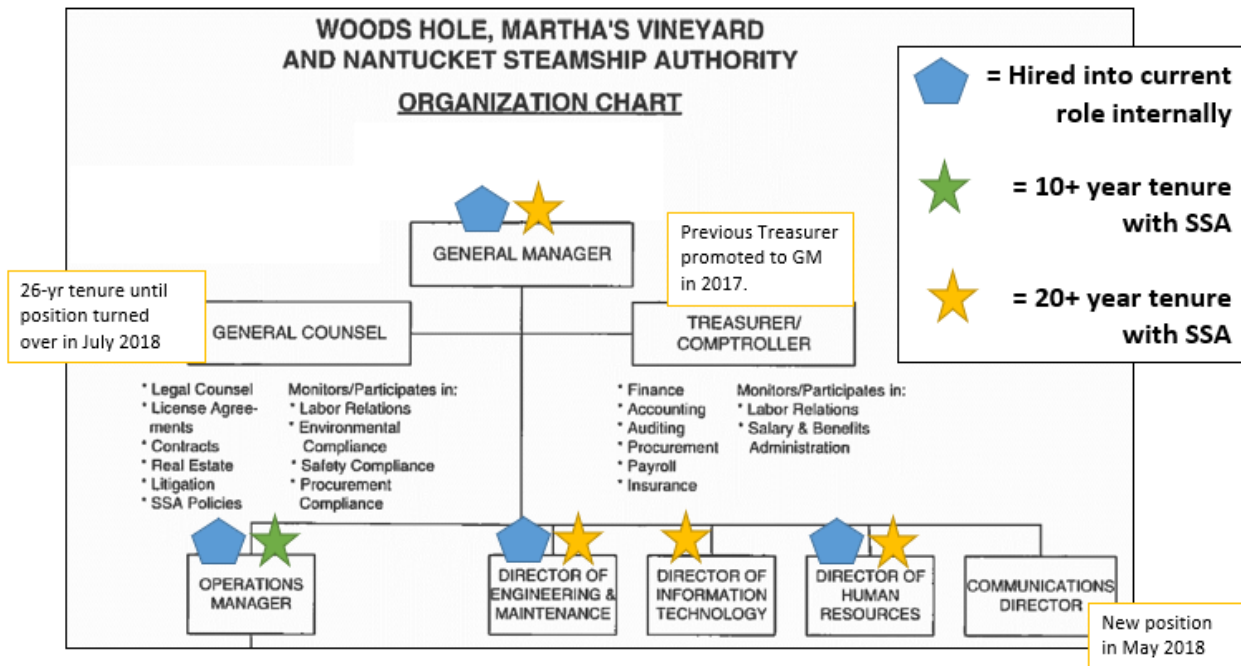 WOODS HOLE, MARTHA'S VINEYARD
AND NANTUCKET STEAMSHIP AUTHORITY
ORGANIZATION CHART
= Hired into current
role internally
= 10+ year tenure
with SSA
= 20+ year tenure
with SSA
GENERAL MANAGER
Previous Treasurer
promoted to GM
in 2017.
26-yr tenure until
position turned
over in July 2018
GENERAL COUNSEL
TREASURER/
COMPTROLLER
* Legal Counsel
* License Agree-
ments
* Contracts
* Real Estate
* Litigation
* SSA Policies
Monitors/Participates in:
* Labor Relations
* Environmental
Compliance
* Safety Compliance
* Procurement
Compliance
* Finance
* Accounting
* Auditing
* Procurement
* Payroll
* Insurance
Monitors/Participates in:
* Labor Relations
* Salary & Benefits
Administration
OPERATIONS
MANAGER
DIRECTOR OF
ENGINEERING &
MAINTENANCE
DIRECTOR OF
INFORMATION
TECHNOLOGY
DIRECTOR OF
HUMAN
RESOURCES
COMMUNICATIONS
DIRECTOR
New position
in May 2018